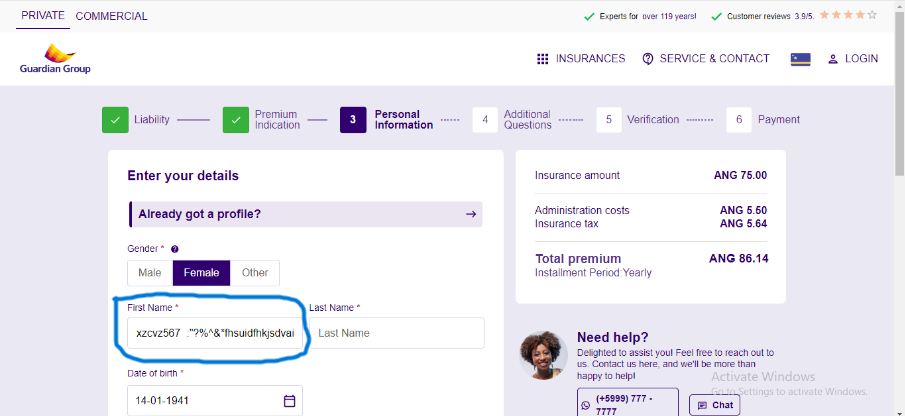 PRIVATE COMMERCIAL
Experts for over 119 years!
Customer reviews 3.9/5.
Guardian Group
INSURANCES
SERVICE & CONTACT
LOGIN
Liability
Premium
Indication
3
Personal
Information
4
Additional
Questions
5
Verification
6
Payment
Enter your details
Already got a profile?
Gender *
Male
Female
Other
First Name *
Last Name *
xzcvz567 ."?%^&*fhsuidfhkjsdvai
Last Name
Date of birth *
14-01-1941
Insurance amount ANG 75.00
Administration costs ANG 5.50
Insurance tax ANG 5.64
Total premium ANG 86.14
Installment Period:Yearly
Need help?
Delighted to assist you! Feel free to reach out to
us. Contact us here, and we'll be more than
happy to help!
(+5999) 777 -
7777
Chat
Activate Windows
Go to Settings to activate Windows.